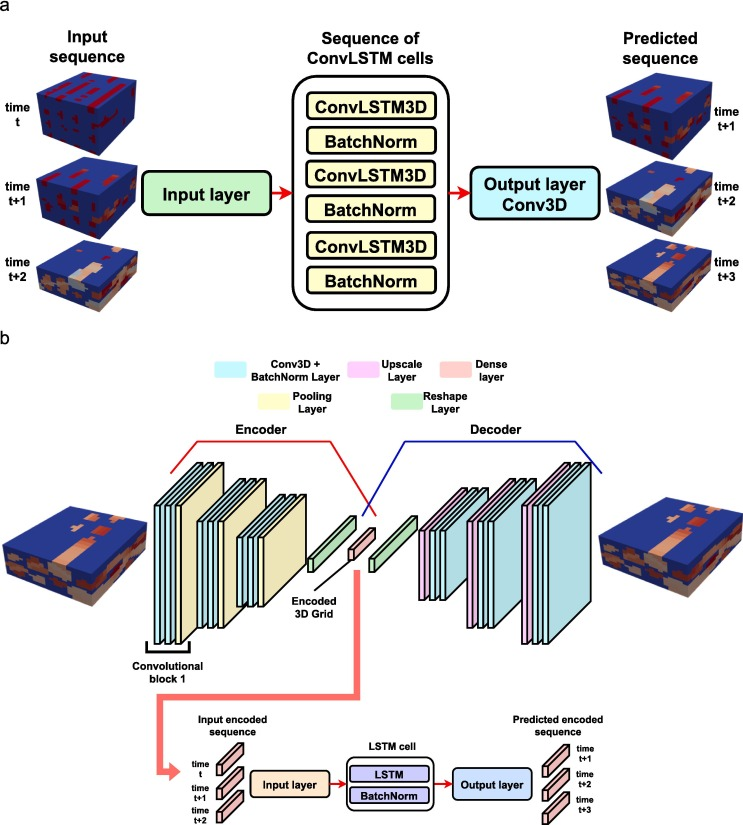 a
Input
sequence
Sequence of
ConvLSTM cells
Predicted
sequence
time
t
time
t+1
time
t+2
Input layer
ConvLSTM3D
BatchNorm
ConvLSTM3D
BatchNorm
ConvLSTM3D
BatchNorm
Output layer
Conv3D
time
t+1
time
t+2
time
t+3
b
Conv3D +
BatchNorm Layer
Upscale
Layer
Dense
layer
Pooling
Layer
Reshape
Layer
Encoder
Decoder
Encoded
3D Grid
Convolutional
block 1
Input encoded
sequence
time
t
time
t+1
time
t+2
Input layer
LSTM cell
LSTM
BatchNorm
Output layer
Predicted encoded
sequence
time
t+1
time
t+2
time
t+3